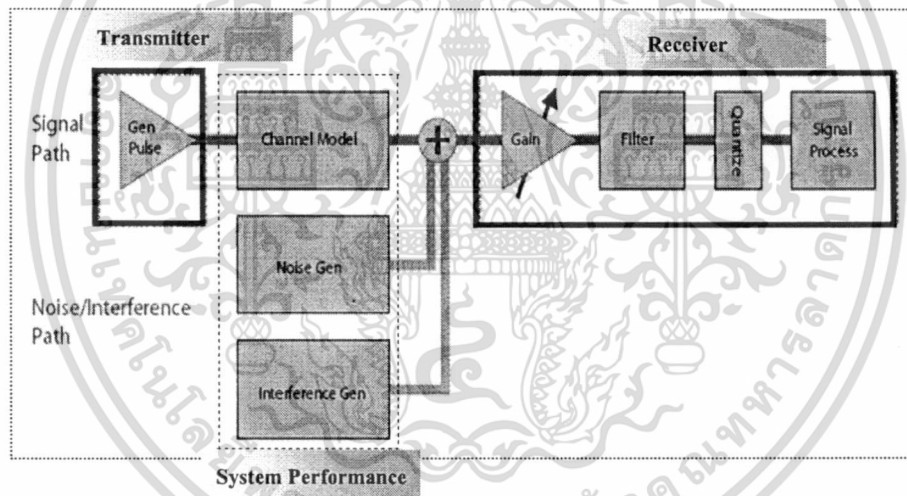 Transmitter
Receiver
Signal
Path
Gen
Pulse
Channel Model
Gain
Filter
Quanitze
Signal
Process
Noise Gen
Noise/Interference
Path
Interference Gen
System Performance